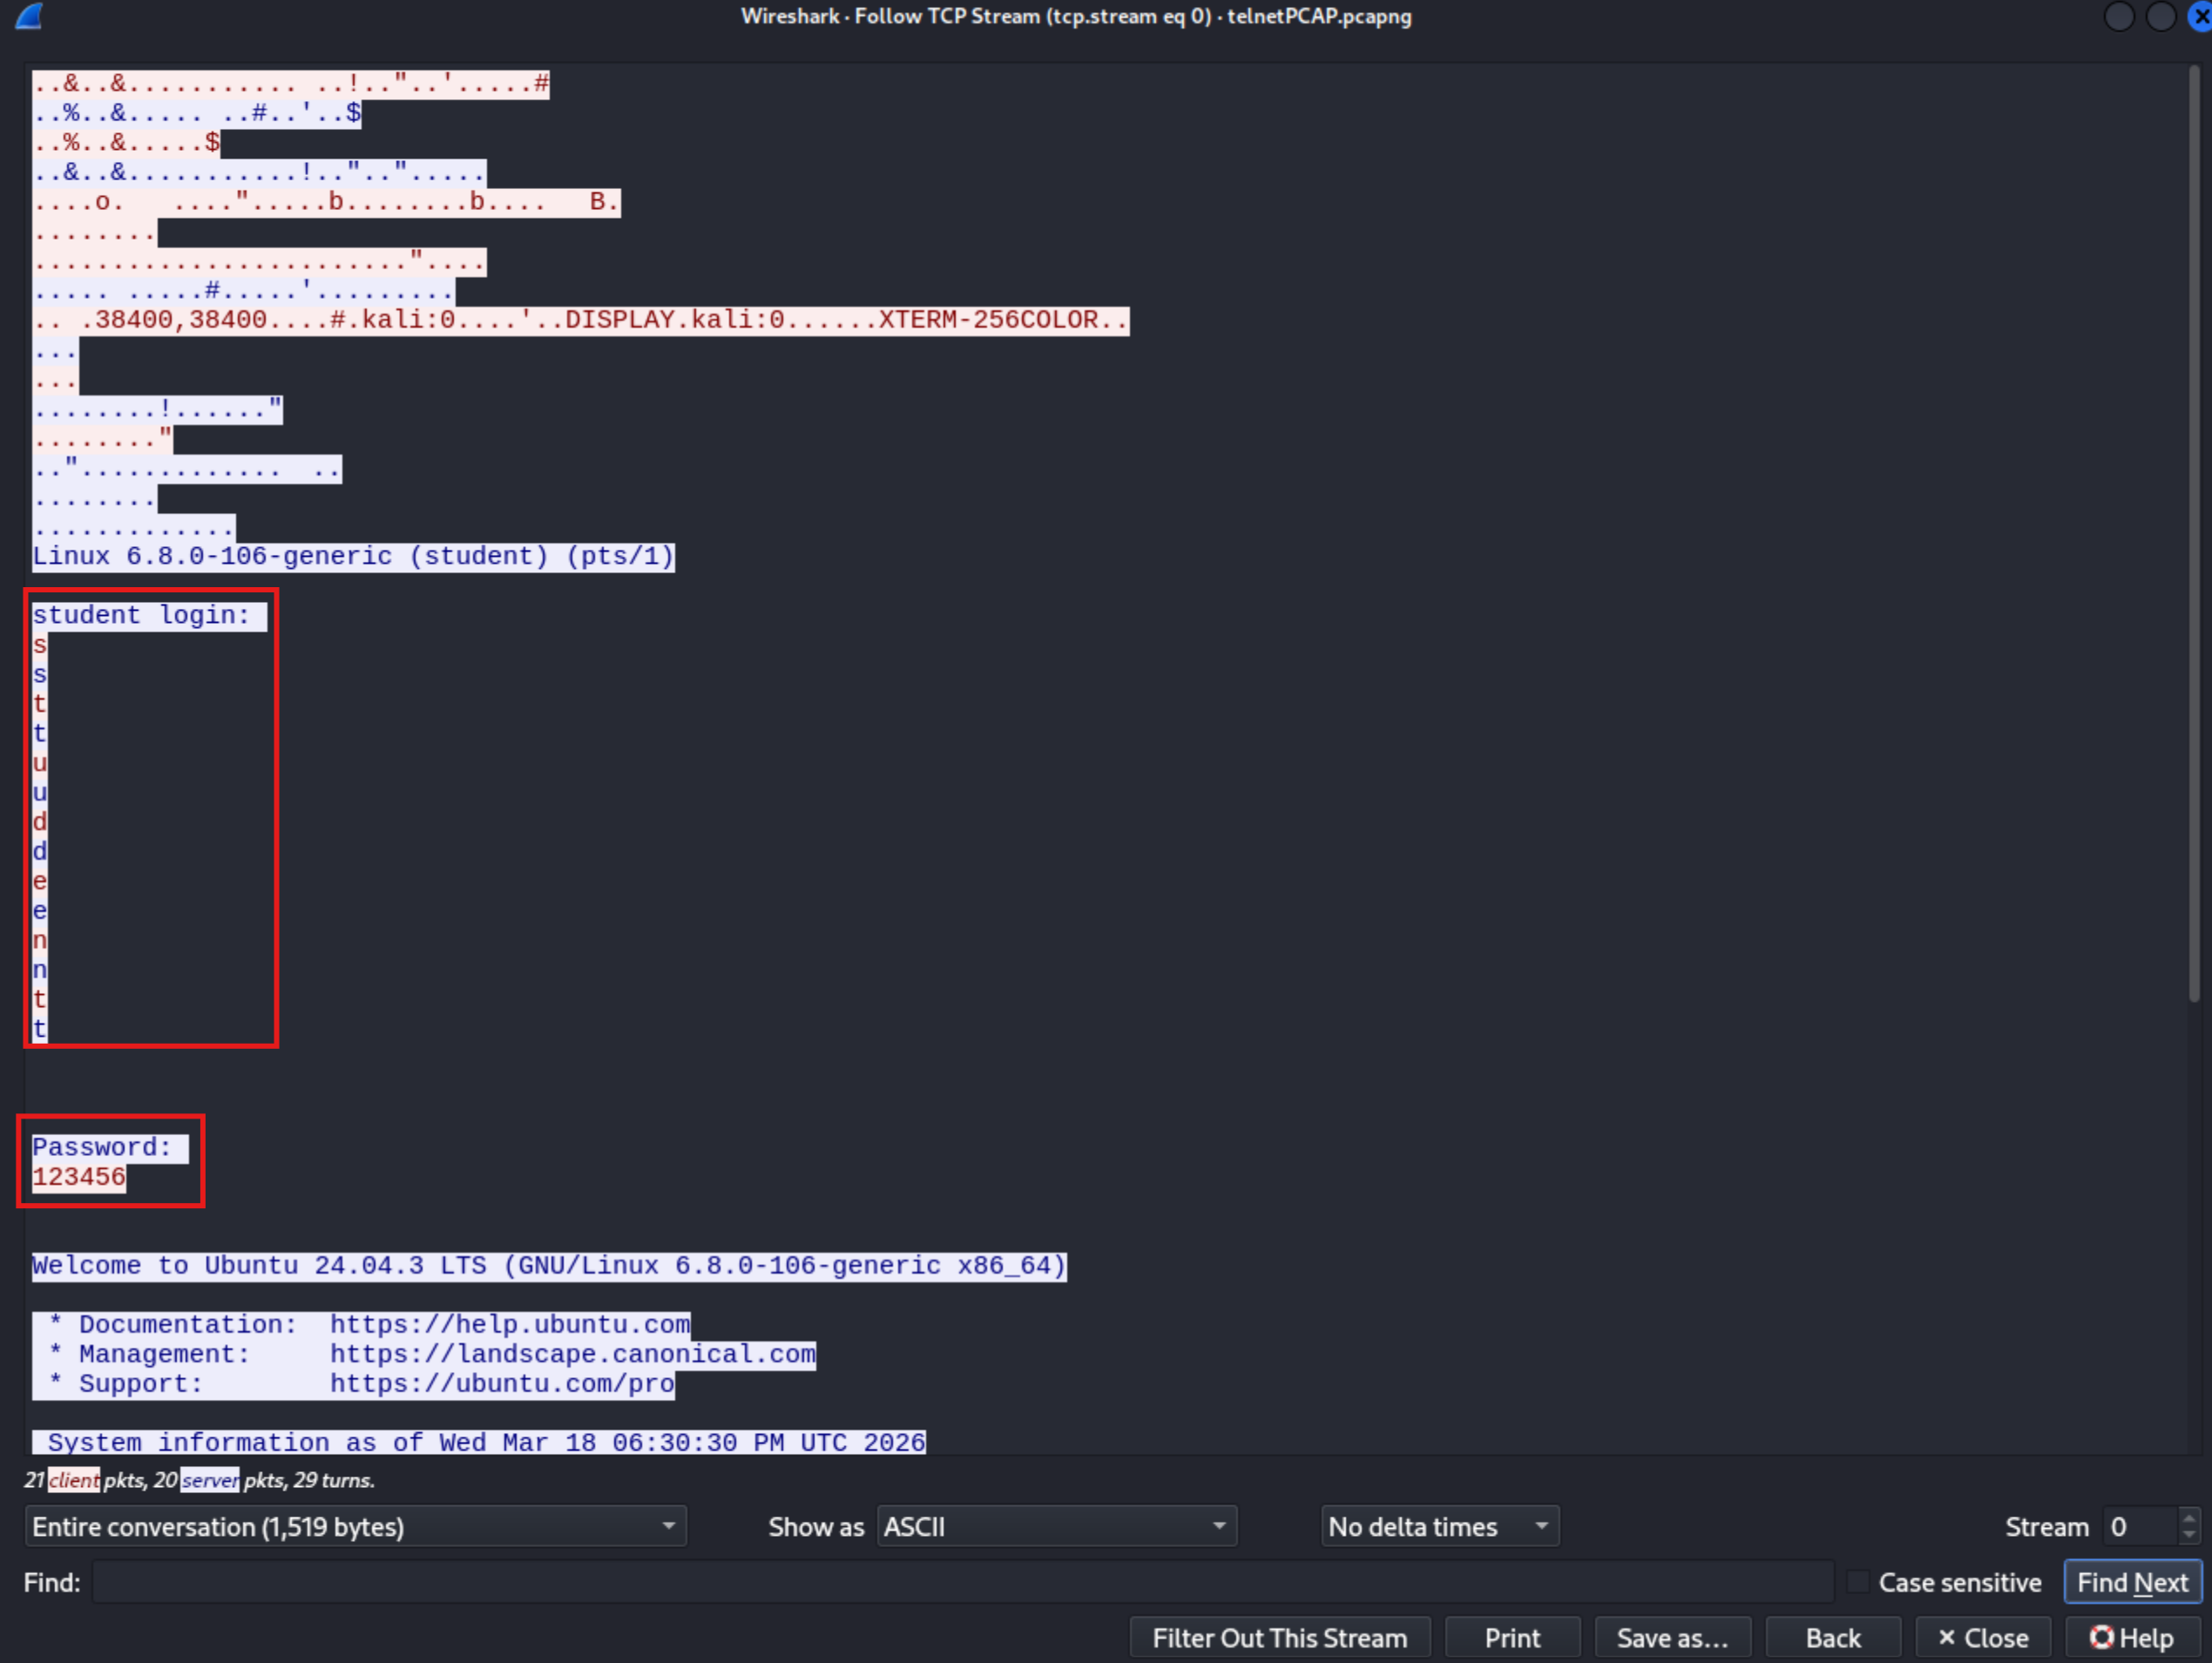 Wireshark · Follow TCP Stream (tcp.stream eq 0) · telnetPCAP.pcapng
..&..&........... ..!.."..'.....#
..%..&..... ..#..'..$
..%..&.....$
..&..&...........!.."..".....
....o.   ....".....b........b....   B.
........
........................"....
..... .....#.....'.........
.. .38400,38400....#.kali:0....'..DISPLAY.kali:0......XTERM-256COLOR..
...
...
........!......"
........"
..".............  ..
........
.............
Linux 6.8.0-106-generic (student) (pts/1)
student login:
s
s
t
t
u
u
d
d
e
e
n
n
t
t
Password:
123456
Welcome to Ubuntu 24.04.3 LTS (GNU/Linux 6.8.0-106-generic x86_64)
 * Documentation:  https://help.ubuntu.com
 * Management:     https://landscape.canonical.com
 * Support:        https://ubuntu.com/pro
 System information as of Wed Mar 18 06:30:30 PM UTC 2026
21 client pkts, 20 server pkts, 29 turns.
Entire conversation (1,519 bytes) Show as ASCII No delta times Stream 0
Find: Case sensitive Find Next
Filter Out This Stream Print Save as... Back × Close Help